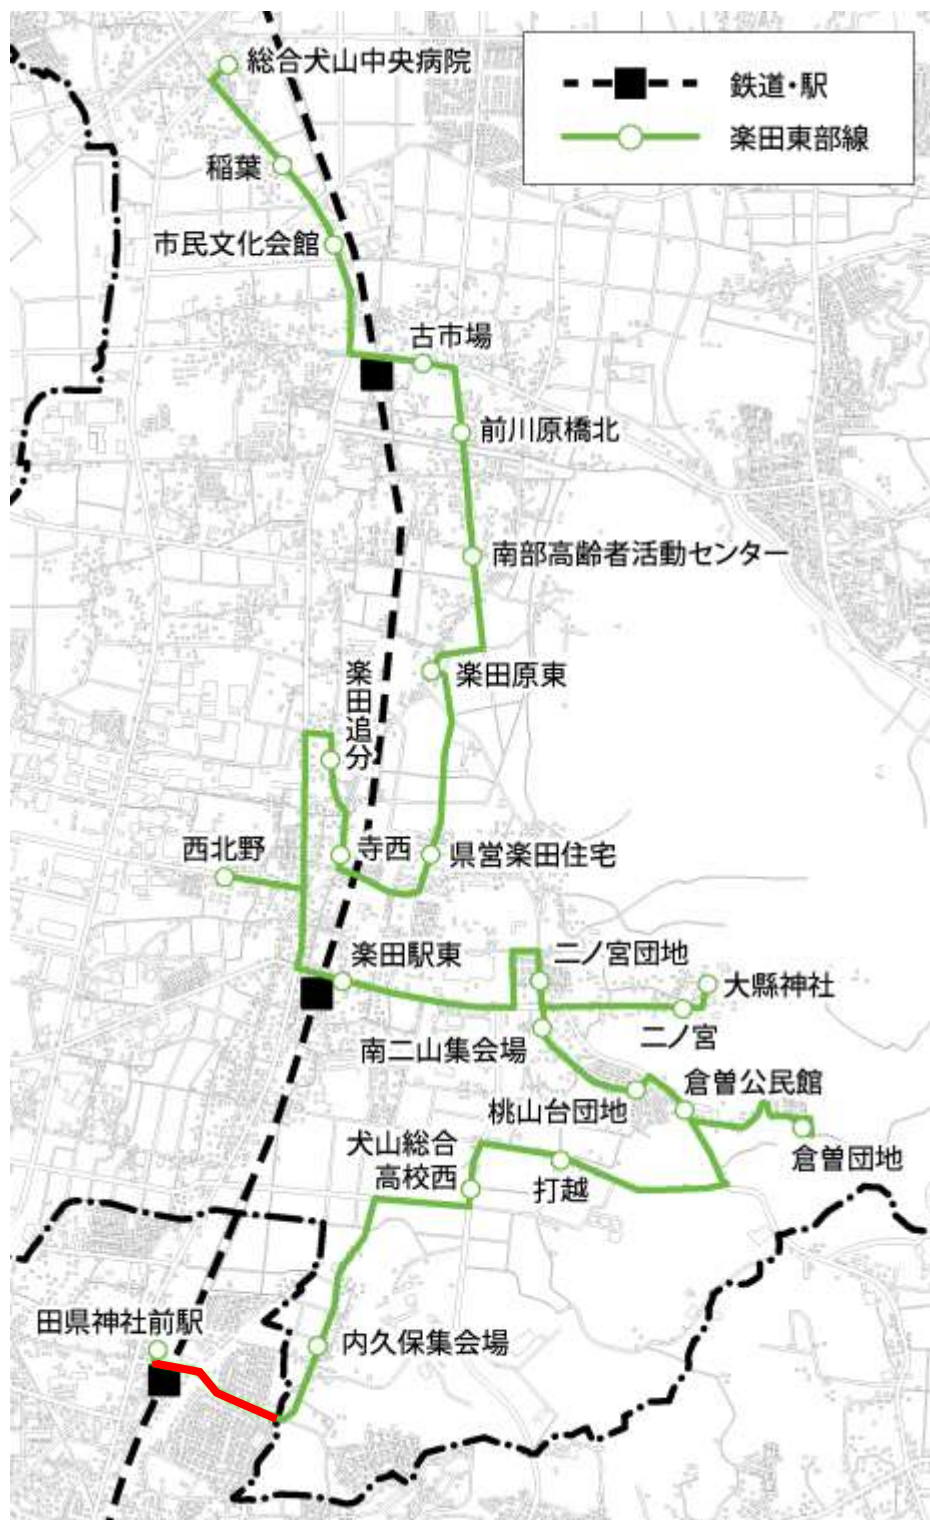 総合犬山中央病院
鉄道・駅
楽田東部線
稲葉
市民文化会館
古市場
前川原橋北
南部高齢者活動センター
楽田原東
楽田追分
西北野
寺西
県営楽田住宅
楽田駅東
二ノ宮団地
大縣神社
二ノ宮
南二山集会場
桃山台団地
倉曽公民館
倉曽団地
犬山総合
高校西
打越
田県神社前駅
内久保集会場